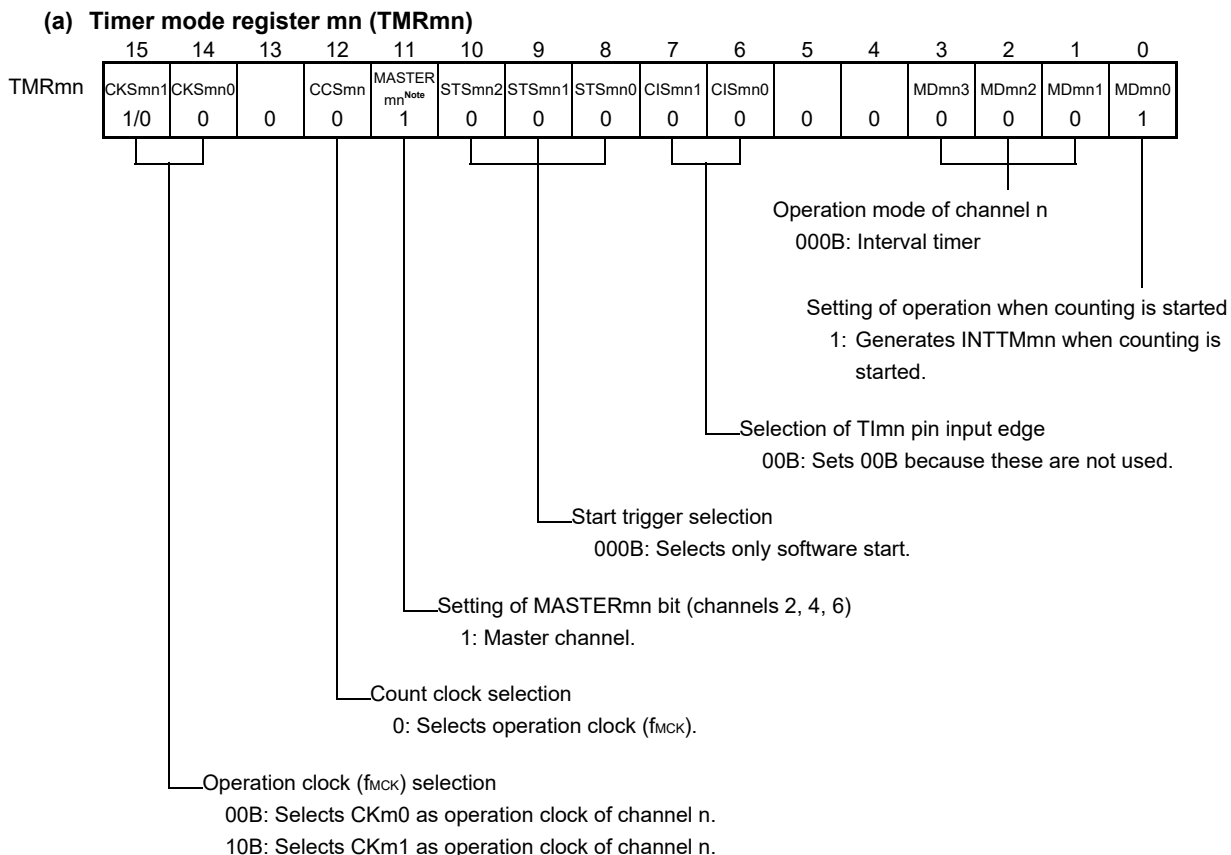 (a) Timer mode register mn (TMRmn)
15 14 13 12 11 10 9 8 7 6 5 4 3 2 1 0
TMRmn CKSmn1 CKSmn0 CCSmn MASTER mn^Note STSmn2 STSmn1 STSmn0 CISmn1 CISmn0 MDmn3 MDmn2 MDmn1 MDmn0
1/0 0 0 0 1 0 0 0 0 0 0 0 0 0 0 1
Operation mode of channel n
000B: Interval timer
Setting of operation when counting is started
1: Generates INTTMmn when counting is
started.
Selection of TImn pin input edge
00B: Sets 00B because these are not used.
Start trigger selection
000B: Selects only software start.
Setting of MASTERmn bit (channels 2, 4, 6)
1: Master channel.
Count clock selection
0: Selects operation clock (fMCK).
Operation clock (fMCK) selection
00B: Selects CKm0 as operation clock of channel n.
10B: Selects CKm1 as operation clock of channel n.